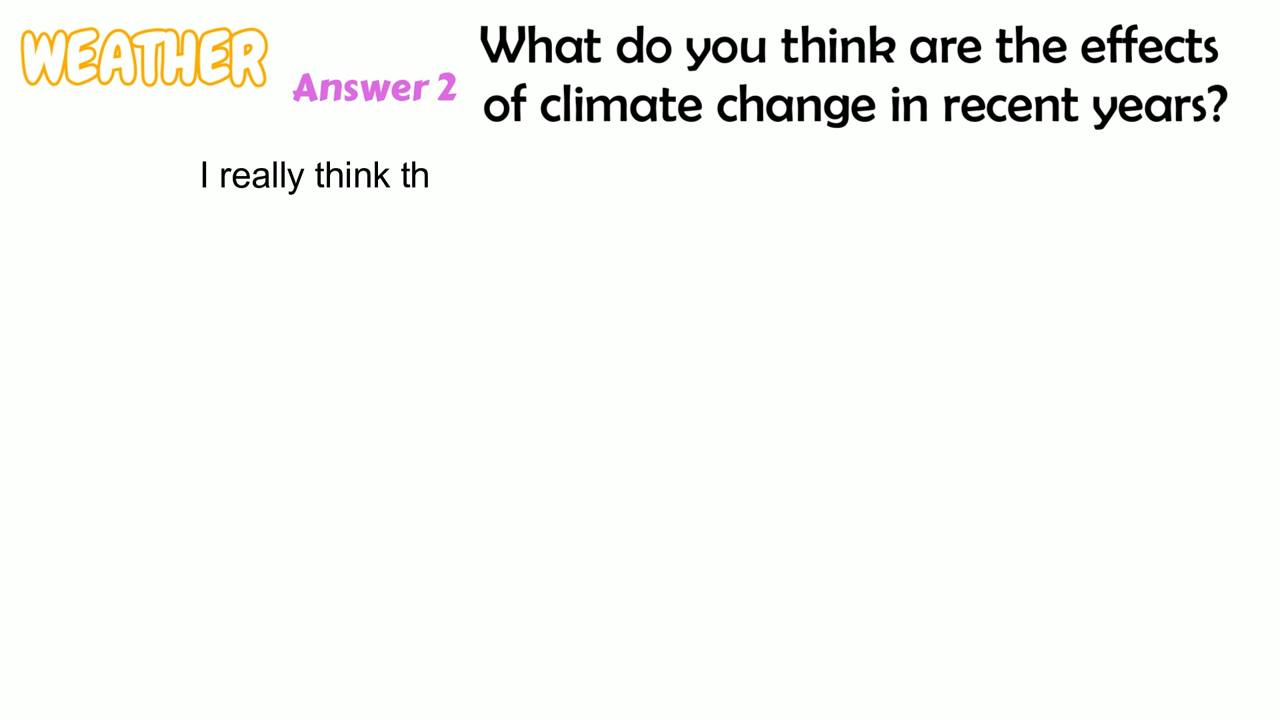 WEATHER
Answer 2
What do you think are the effects
of climate change in recent years?
I really think th